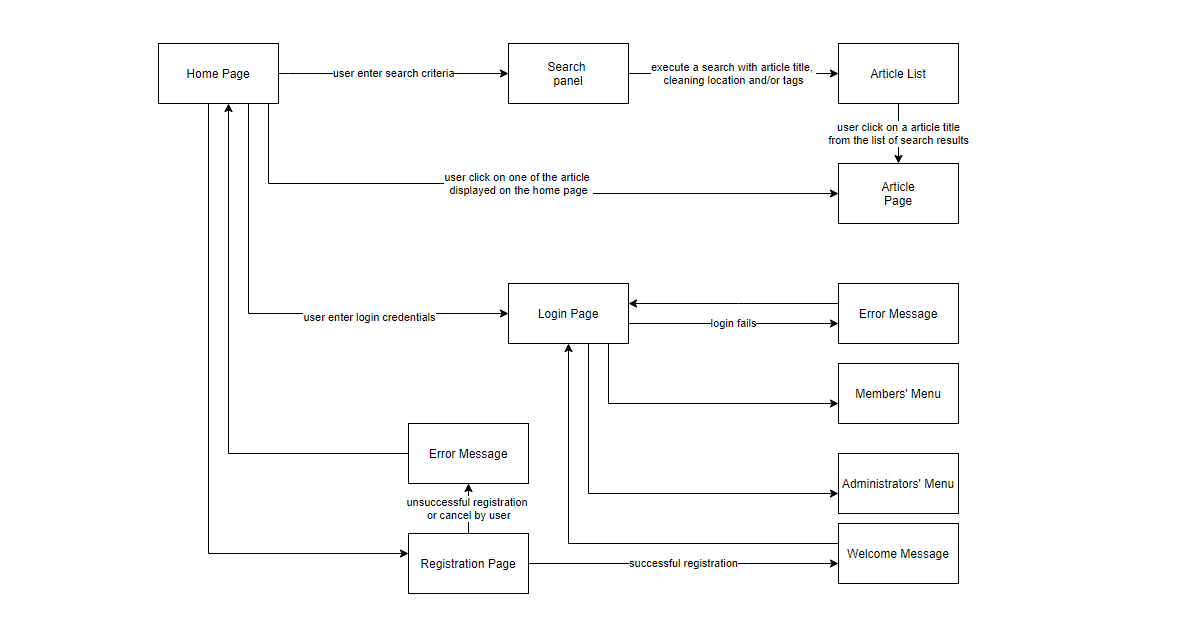 Home Page
user enter search criteria
Search
panel
execute a search with article title,
cleaning location and/or tags
Article List
user click on a article title
from the list of search results
user click on one of the article
displayed on the home page
Article
Page
user enter login credentials
Login Page
login fails
Error Message
Members' Menu
Error Message
unsuccessful registration
or cancel by user
Administrators' Menu
Registration Page
successful registration
Welcome Message